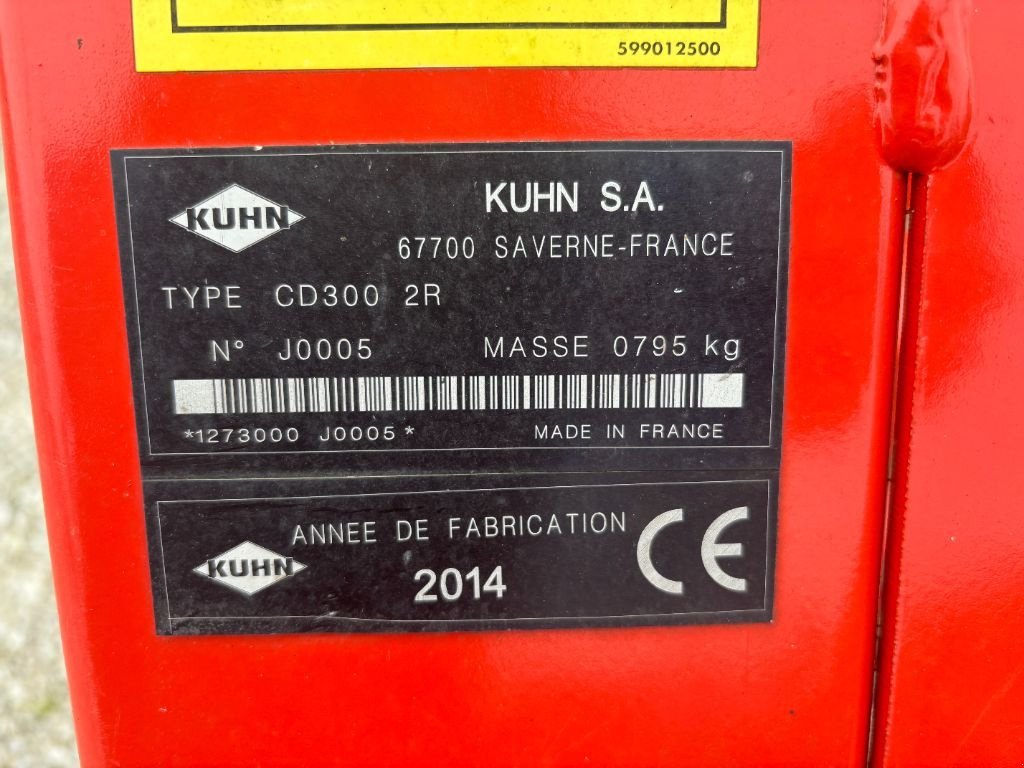 599012500
KUHN
KUHN S.A.
67700 SAVERNE-FRANCE
TYPE CD300 2R
N° J0005 MASSE 0795 kg
*1273000 J0005* MADE IN FRANCE
ANNEE DE FABRICATION
KUHN
2014
CE